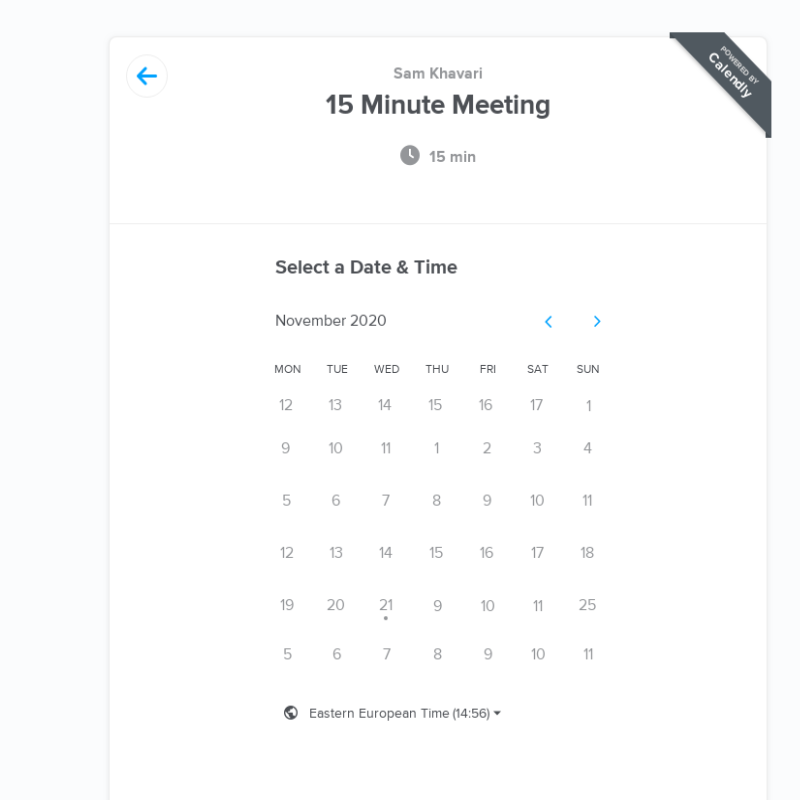 Sam Khavari
15 Minute Meeting
15 min
POWERED BY
Calendly
Select a Date & Time
November 2020
MON TUE WED THU FRI SAT SUN
12 13 14 15 16 17 1
9 10 11 1 2 3 4
5 6 7 8 9 10 11
12 13 14 15 16 17 18
19 20 21 9 10 11 25
5 6 7 8 9 10 11
Eastern European Time (14:56)